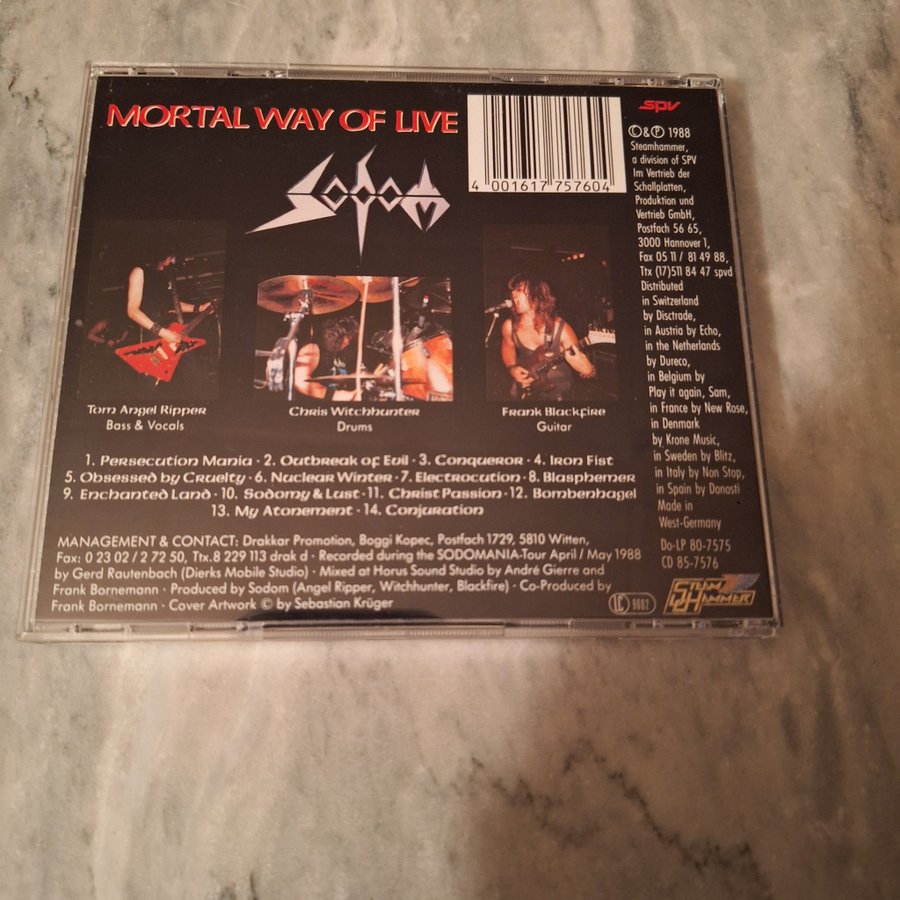 MORTAL WAY OF LIVE
SODOM
4 001617 757604
spv
©&℗ 1988
Steamhammer,
a division of SPV
Im Vertrieb der
Schallplatten,
Produktion und
Vertrieb GmbH,
Postfach 56 65,
3000 Hannover 1,
Fax 05 11 / 81 49 88,
Ttx (17)511 84 47 spvd
Distributed
in Switzerland
by Disctrade,
in Austria by Echo,
in the Netherlands
by Dureco,
in Belgium by
Play it again, Sam,
in France by New Rose,
in Denmark
by Krone Music,
in Sweden by Blitz,
in Italy by Non Stop,
in Spain by Donosti
Made in
West-Germany
Do-LP 80-7575
CD 85-7576
Tom Angel Ripper
Bass & Vocals
Chris Witchhunter
Drums
Frank Blackfire
Guitar
1. Persecution Mania · 2. Outbreak of Evil · 3. Conqueror · 4. Iron Fist
5. Obsessed by Cruelty · 6. Nuclear Winter · 7. Electrocution · 8. Blasphemer
9. Enchanted Land · 10. Sodomy & Lust · 11. Christ Passion · 12. Bombenhagel
13. My Atonement · 14. Conjuration
MANAGEMENT & CONTACT: Drakkar Promotion, Boggi Kopec, Postfach 1729, 5810 Witten,
Fax: 0 23 02 / 2 72 50, Ttx. 8 229 113 drak d · Recorded during the SODOMANIA-Tour April / May 1988
by Gerd Rautenbach (Dierks Mobile Studio) · Mixed at Horus Sound Studio by André Gierre and
Frank Bornemann · Produced by Sodom (Angel Ripper, Witchhunter, Blackfire) · Co-Produced by
Frank Bornemann · Cover Artwork © by Sebastian Krüger
LC 9002
STEAM HAMMER